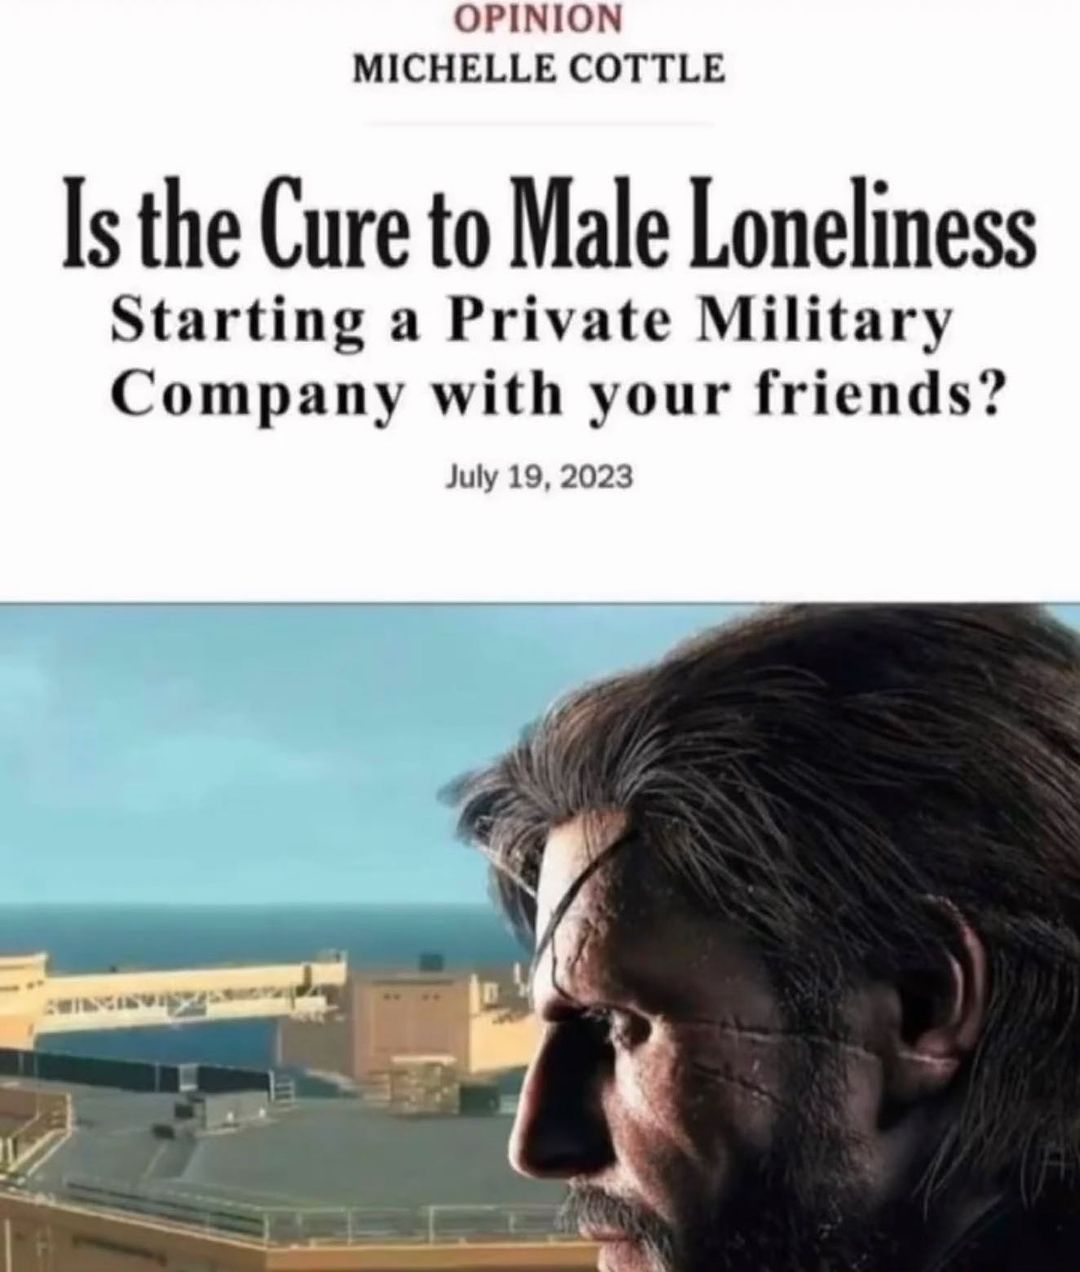 OPINION
MICHELLE COTTLE
Is the Cure to Male Loneliness
Starting a Private Military
Company with your friends?
July 19, 2023